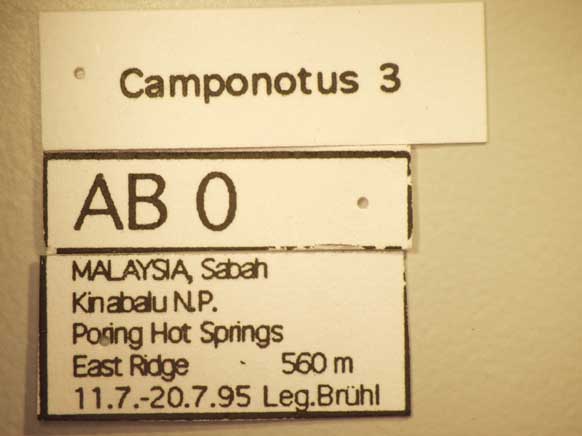 Camponotus 3
AB 0
MALAYSIA, Sabah
Kinabalu N.P.
Poring Hot Springs
East Ridge 560 m
11.7.-20.7.95 Leg.Brühl